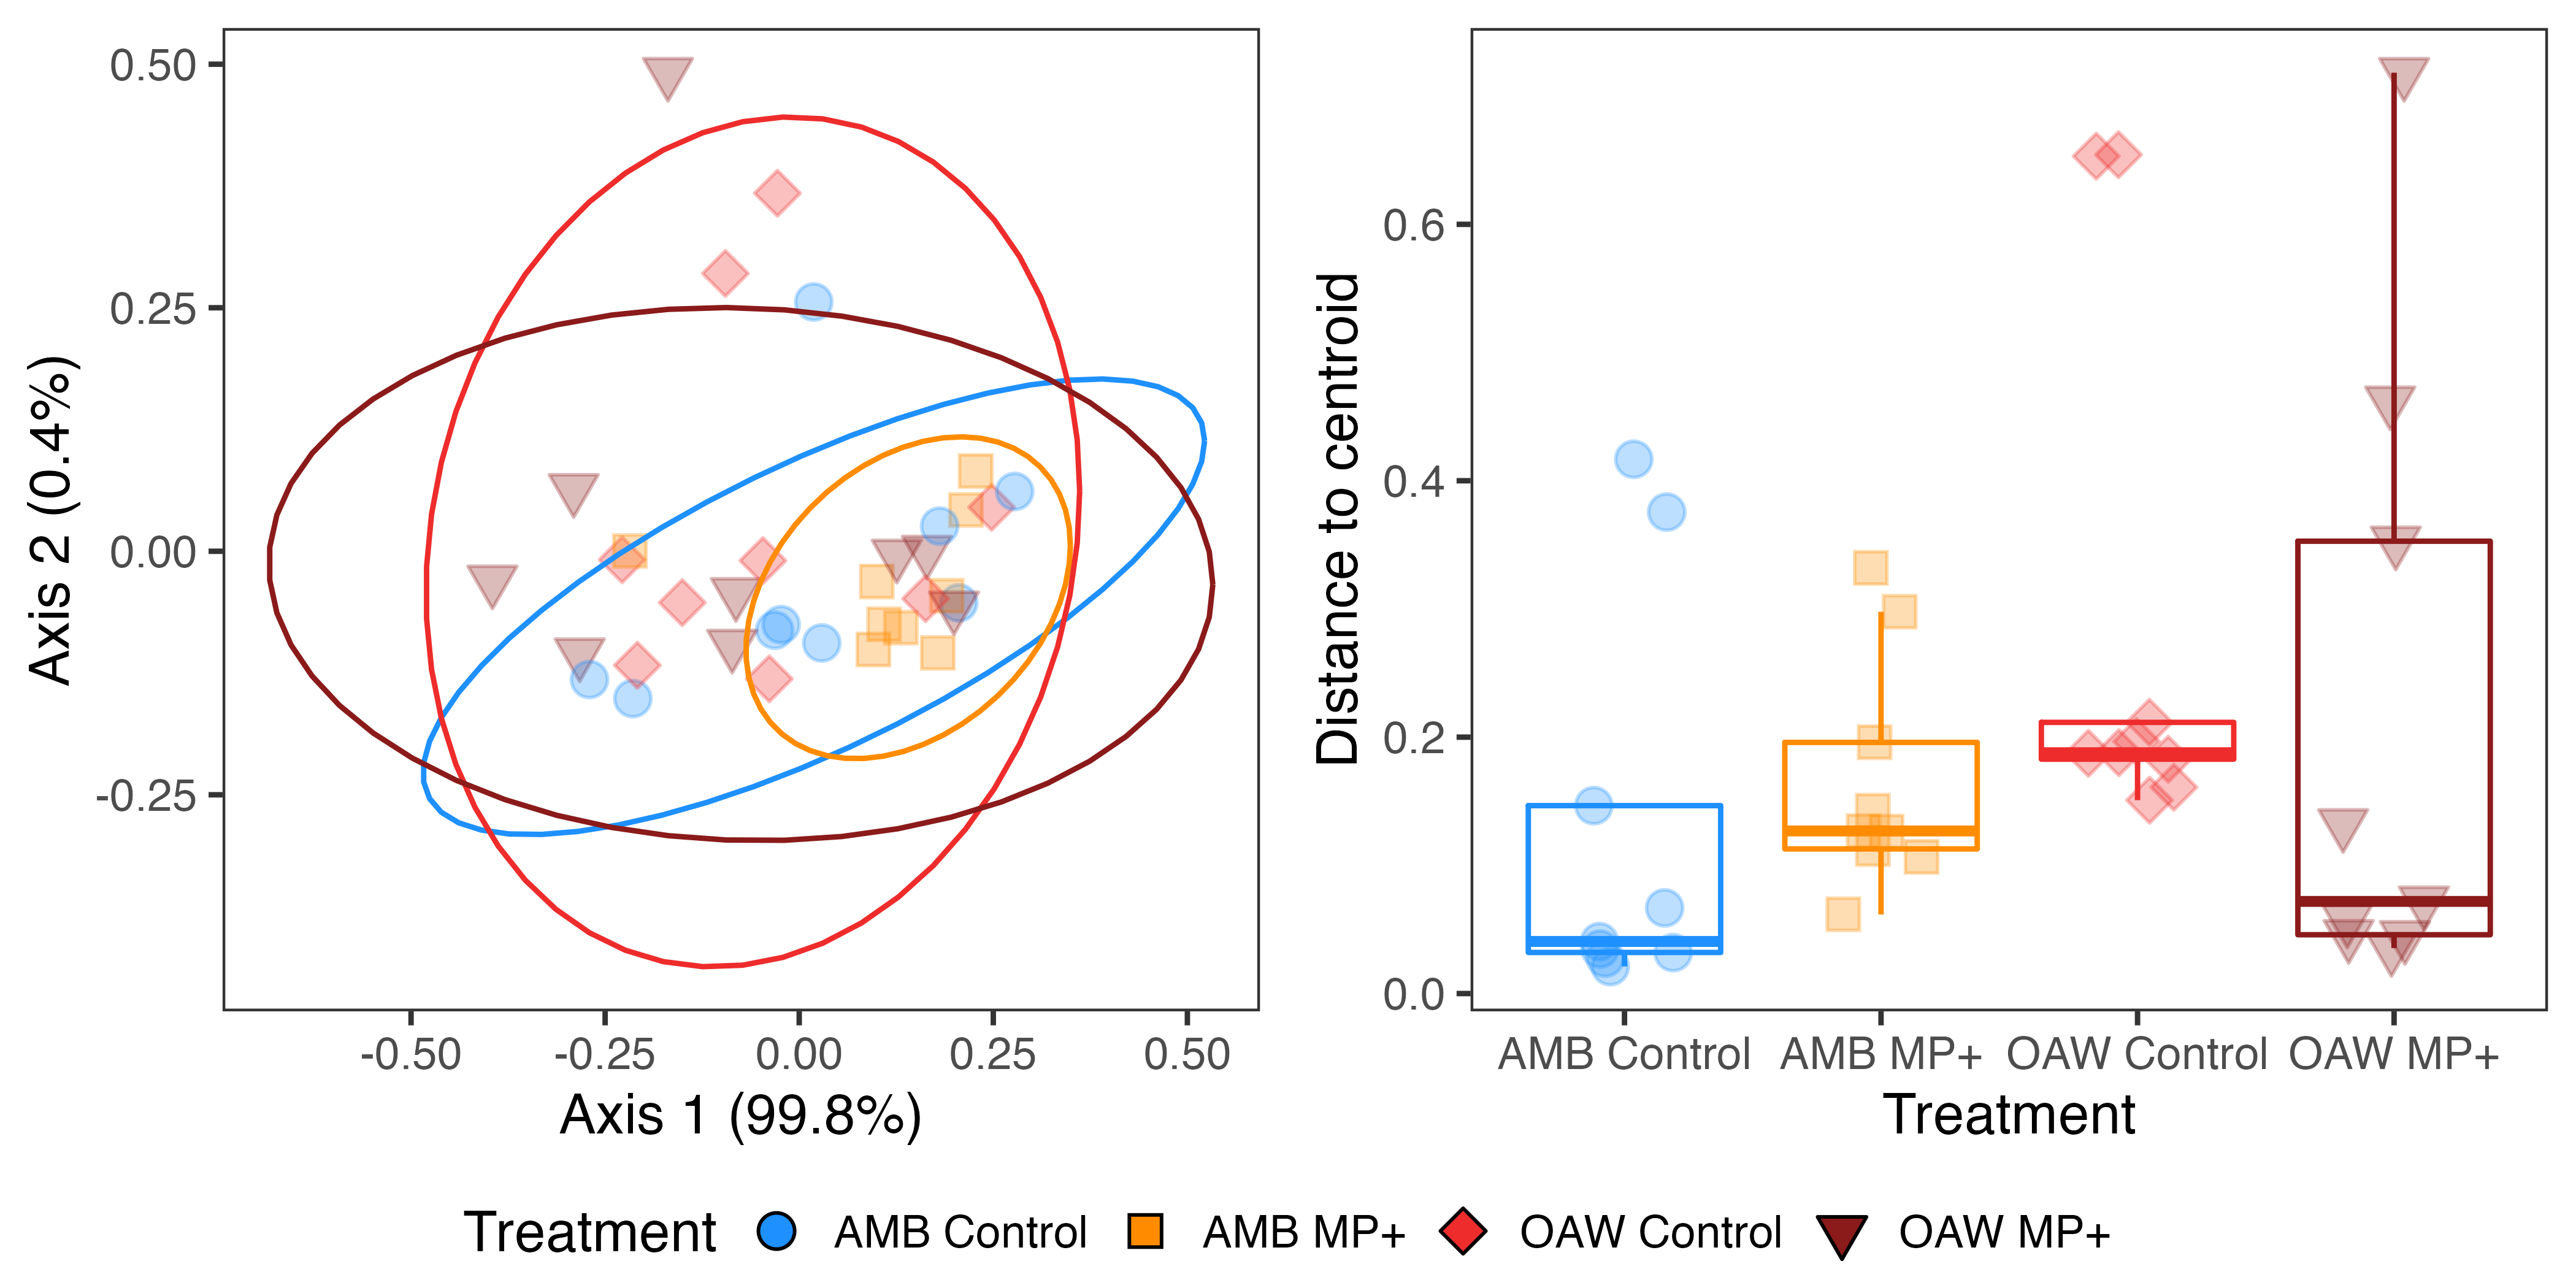 Axis 2 (0.4%)
0.50
0.25
0.00
-0.25
-0.50 -0.25 0.00 0.25 0.50
Axis 1 (99.8%)
Distance to centroid
0.6
0.4
0.2
0.0
AMB Control AMB MP+ OAW Control OAW MP+
Treatment
Treatment AMB Control AMB MP+ OAW Control OAW MP+